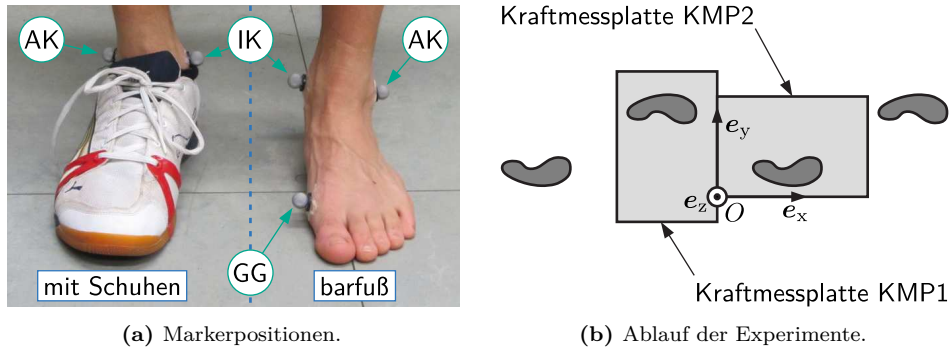 AK
IK
AK
GG
mit Schuhen
barfuß
(a) Markerpositionen.
Kraftmessplatte KMP2
e_y
e_z
O
e_x
Kraftmessplatte KMP1
(b) Ablauf der Experimente.